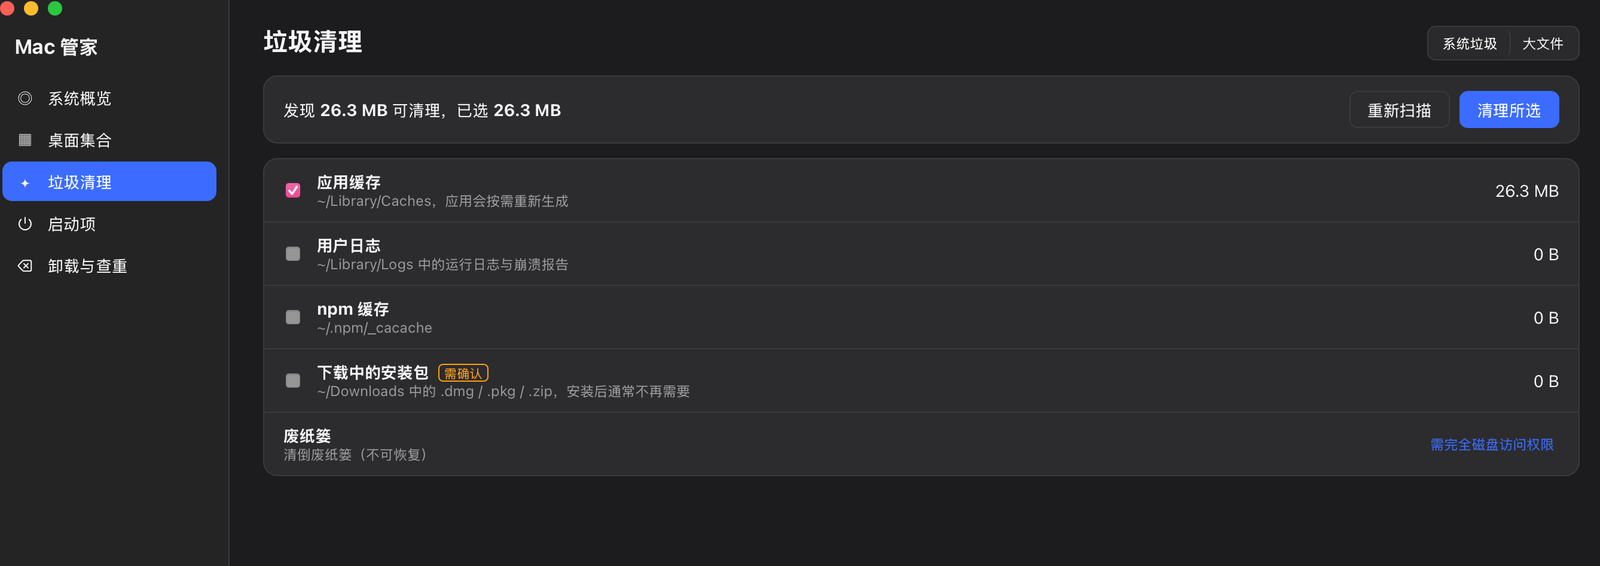 Mac 管家
系统概览
桌面集合
垃圾清理
启动项
卸载与查重
垃圾清理
系统垃圾
大文件
发现 26.3 MB 可清理，已选 26.3 MB
重新扫描
清理所选
应用缓存
~/Library/Caches，应用会按需重新生成
26.3 MB
用户日志
~/Library/Logs 中的运行日志与崩溃报告
0 B
npm 缓存
~/.npm/_cacache
0 B
下载中的安装包 需确认
~/Downloads 中的 .dmg / .pkg / .zip，安装后通常不再需要
0 B
废纸篓
清倒废纸篓（不可恢复）
需完全磁盘访问权限